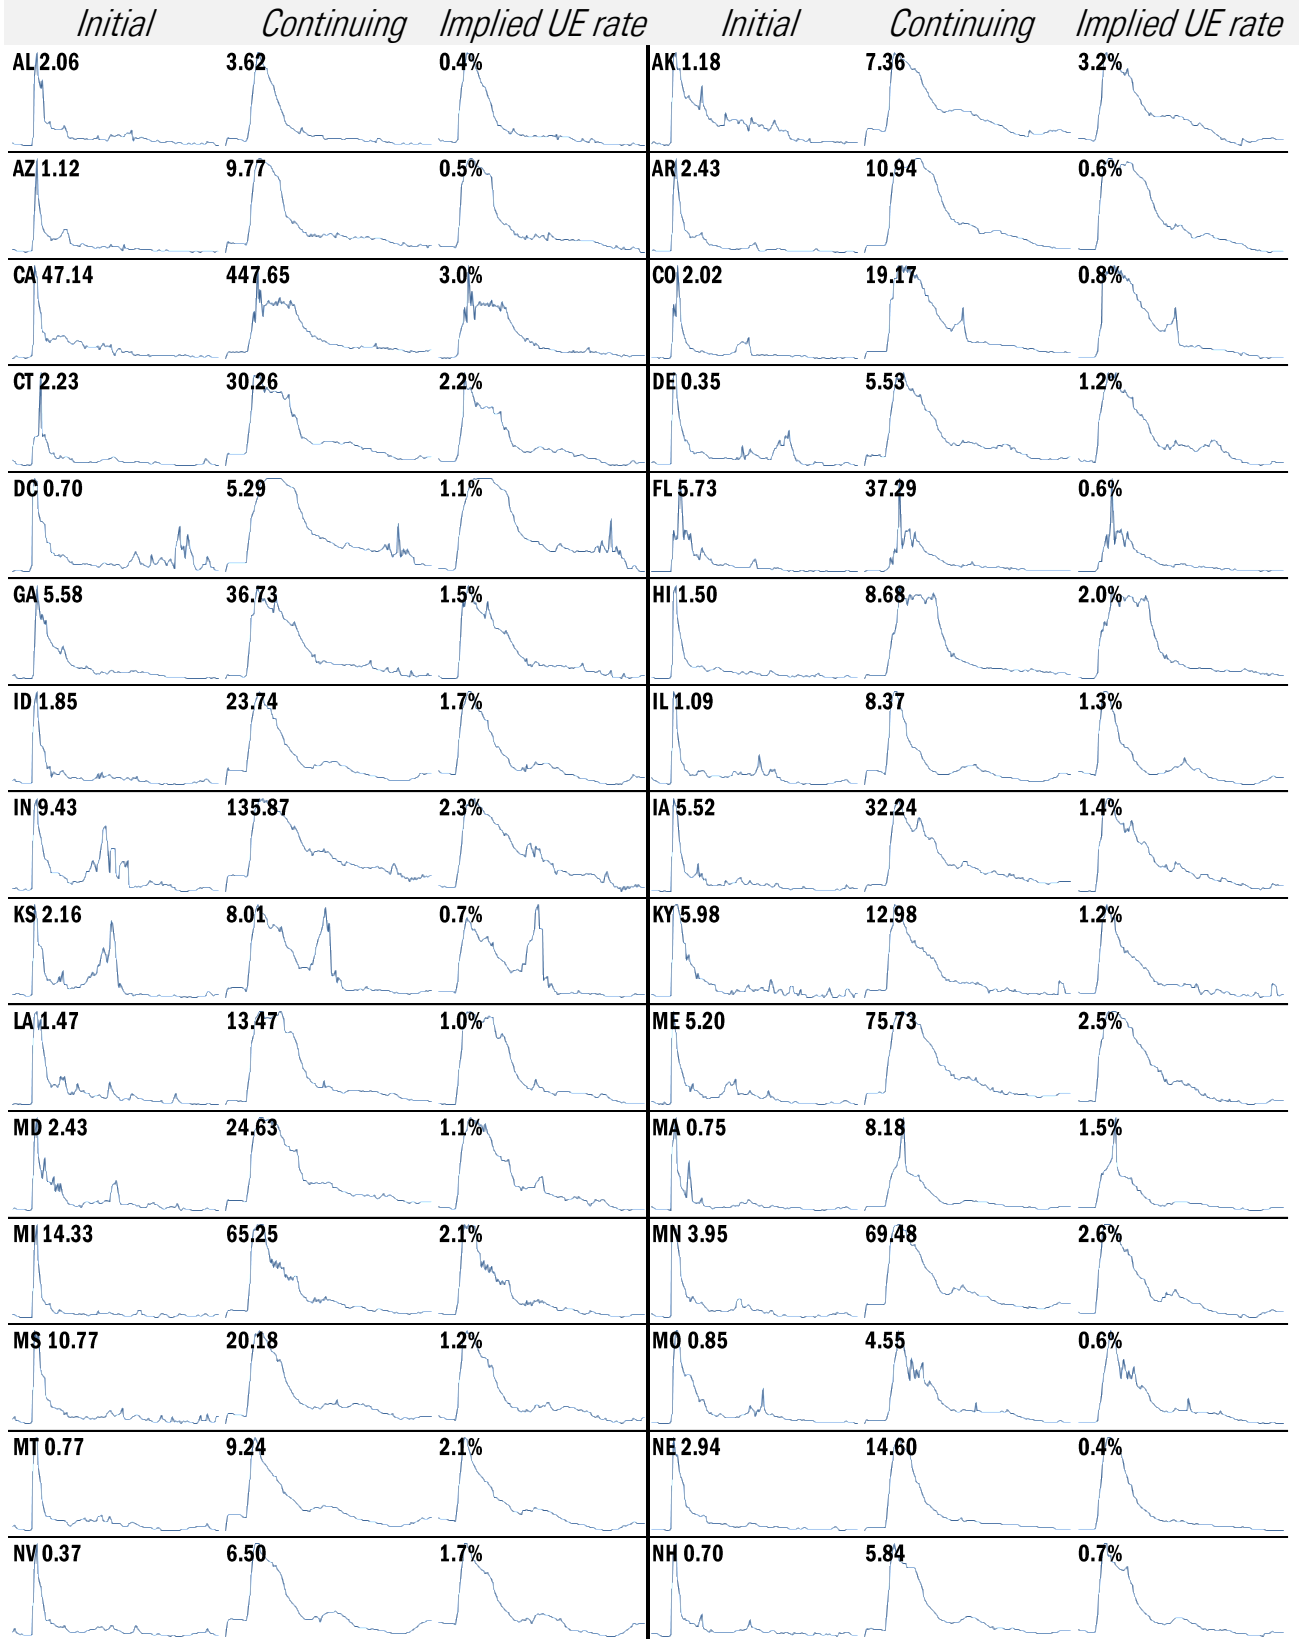 Initial Continuing Implied UE rate Initial Continuing Implied UE rate
AL 2.06 3.62 0.4% AK 1.18 7.36 3.2%
AZ 1.12 9.77 0.5% AR 2.43 10.94 0.6%
CA 47.14 447.65 3.0% CO 2.02 19.17 0.8%
CT 2.23 30.26 2.2% DE 0.35 5.53 1.2%
DC 0.70 5.29 1.1% FL 5.73 37.29 0.6%
GA 5.58 36.73 1.5% HI 1.50 8.68 2.0%
ID 1.85 23.74 1.7% IL 1.09 8.37 1.3%
IN 9.43 135.87 2.3% IA 5.52 32.24 1.4%
KS 2.16 8.01 0.7% KY 5.98 12.98 1.2%
LA 1.47 13.47 1.0% ME 5.20 75.73 2.5%
MD 2.43 24.63 1.1% MA 0.75 8.18 1.5%
MI 14.33 65.25 2.1% MN 3.95 69.48 2.6%
MS 10.77 20.18 1.2% MO 0.85 4.55 0.6%
MT 0.77 9.24 2.1% NE 2.94 14.60 0.4%
NV 0.37 6.50 1.7% NH 0.70 5.84 0.7%